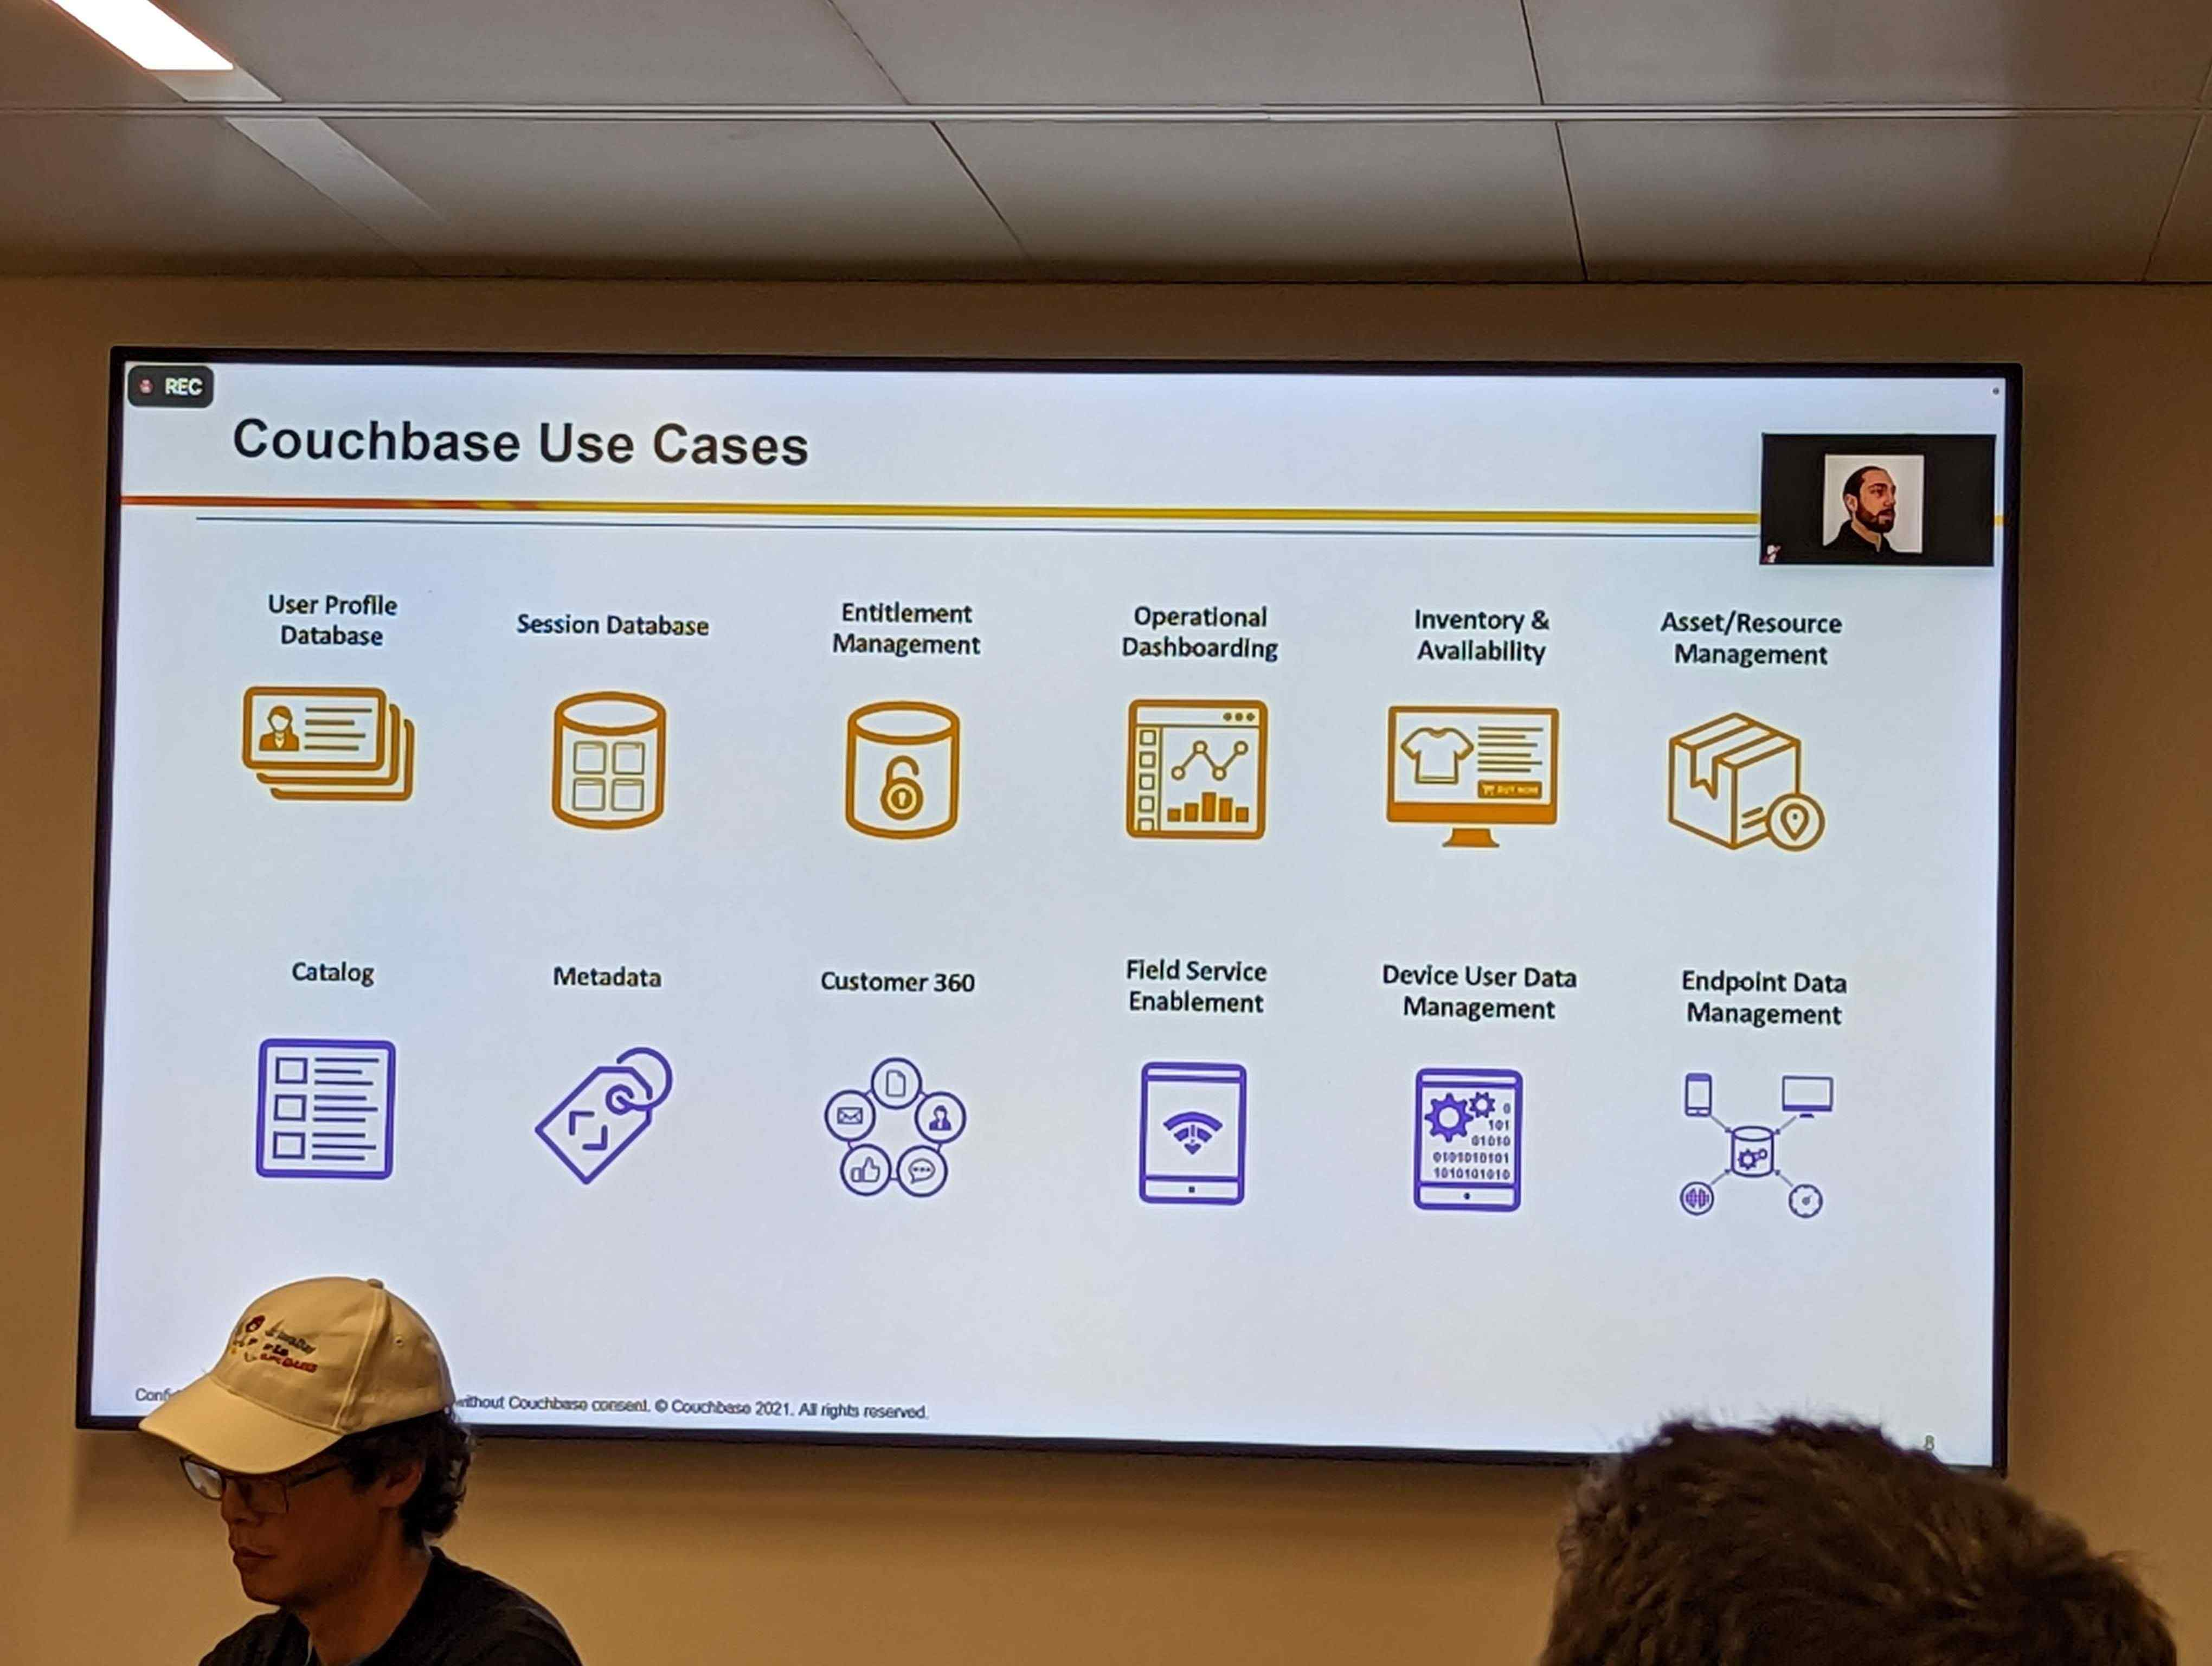 REC
Couchbase Use Cases
User Profile
Database
Session Database
Entitlement
Management
Operational
Dashboarding
Inventory &
Availability
Asset/Resource
Management
BUY NOW
Catalog
Metadata
Customer 360
Field Service
Enablement
Device User Data
Management
Endpoint Data
Management
0
101
01010
0101010101
1010101010
without Couchbase consent. © Couchbase 2021. All rights reserved.
8